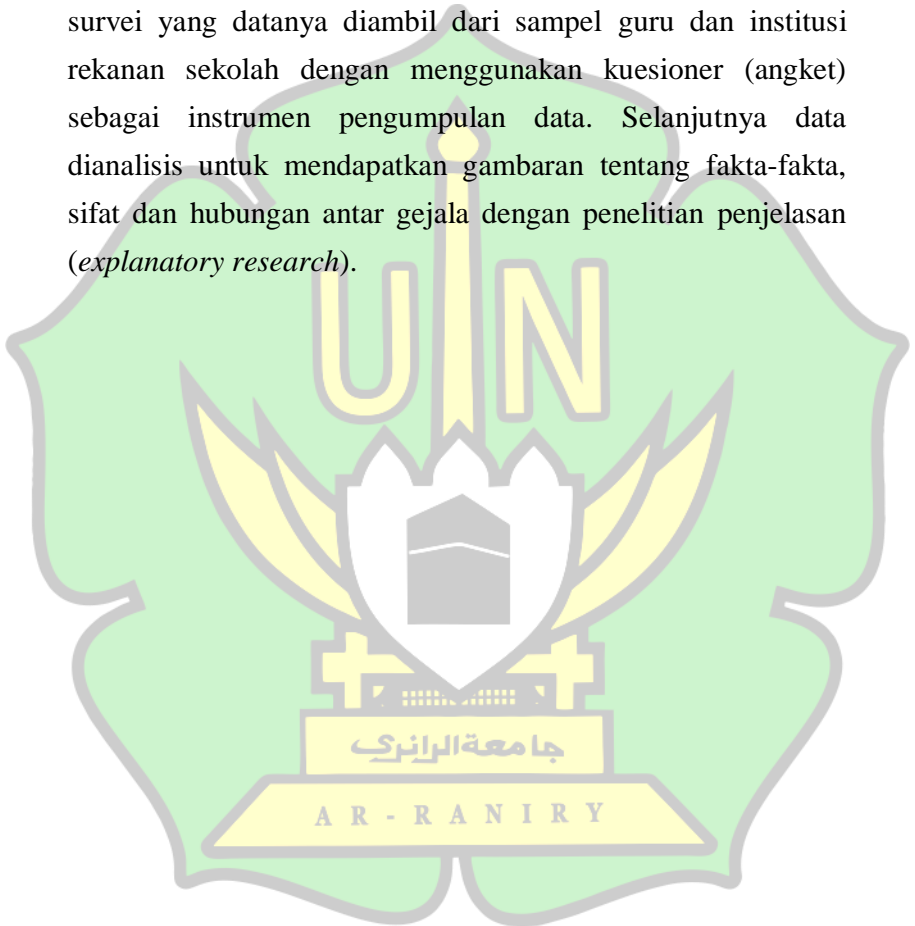 survei yang datanya diambil dari sampel guru dan institusi
rekanan sekolah dengan menggunakan kuesioner (angket)
sebagai instrumen pengumpulan data. Selanjutnya data
dianalisis untuk mendapatkan gambaran tentang fakta-fakta,
sifat dan hubungan antar gejala dengan penelitian penjelasan
(explanatory research).
UIN
جامعة الرانري
AR-RANIRY